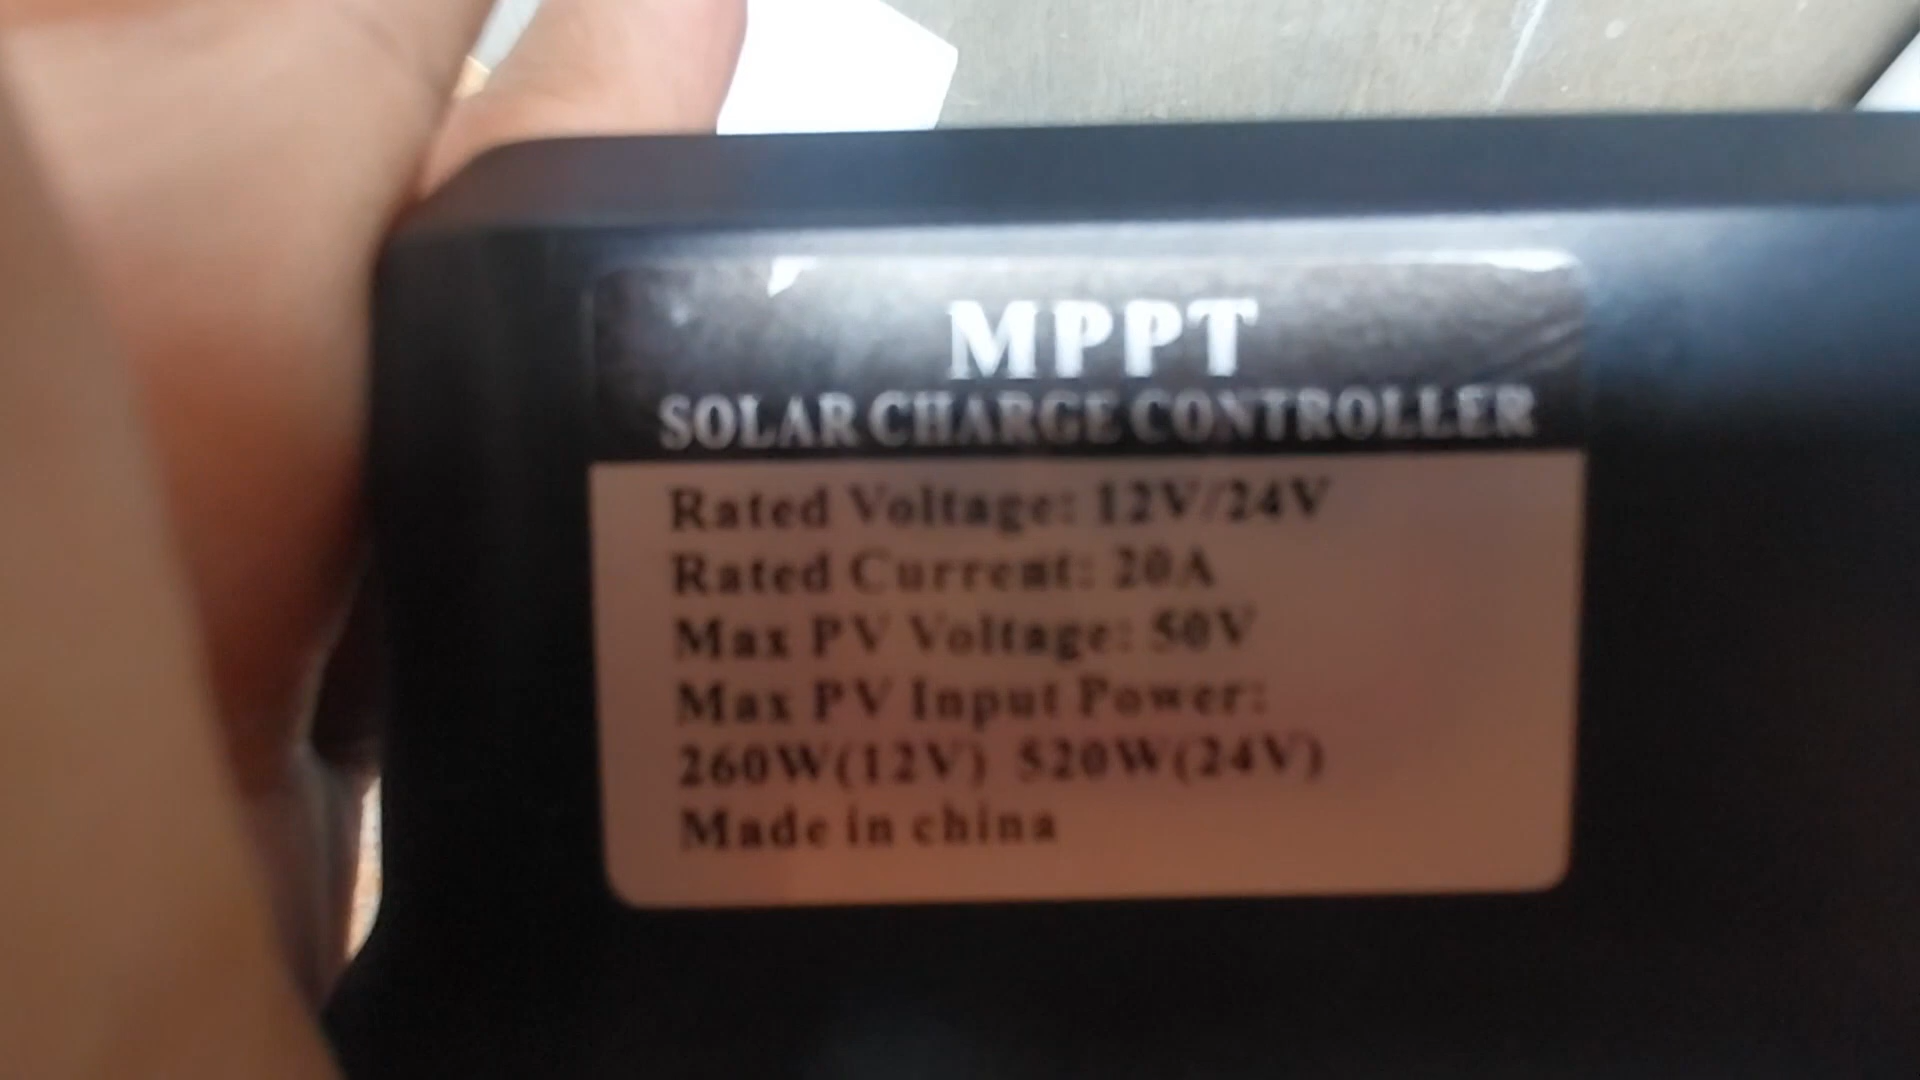 MPPT
SOLAR CHARGE CONTROLLER
Rated Voltage: 12V/24V
Rated Current: 20A
Max PV Voltage: 50V
Max PV Input Power:
260W(12V) 520W(24V)
Made in china